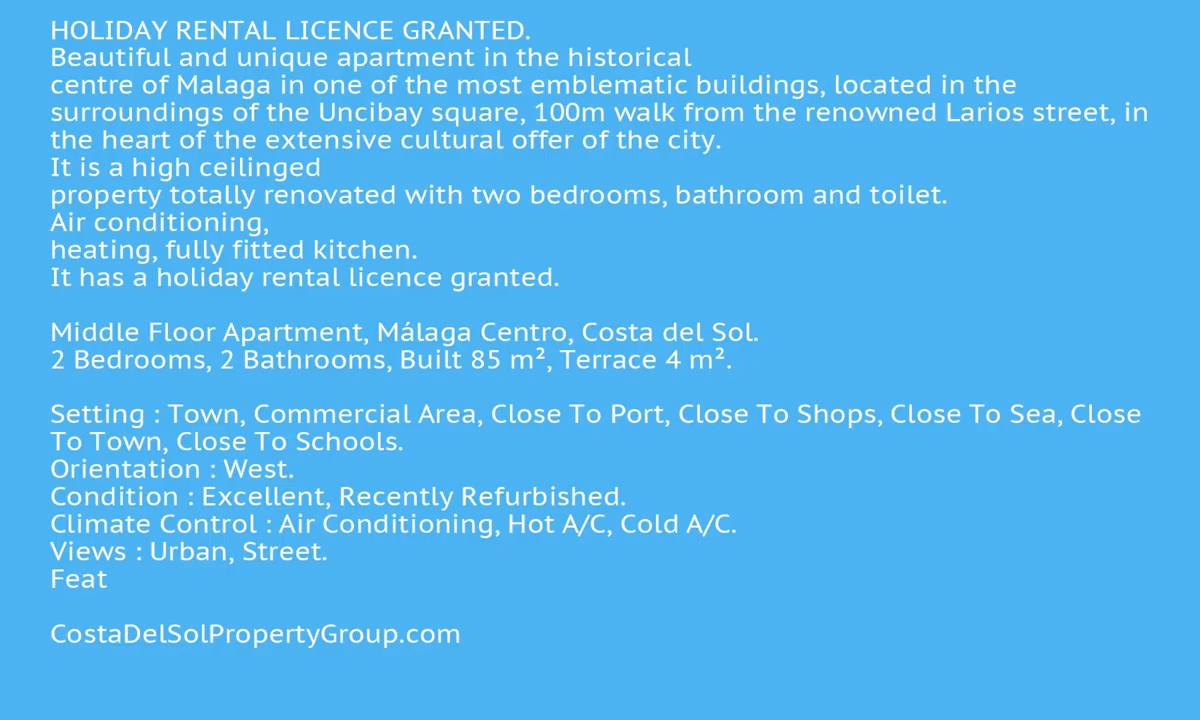 HOLIDAY RENTAL LICENCE GRANTED.
Beautiful and unique apartment in the historical
centre of Malaga in one of the most emblematic buildings, located in the
surroundings of the Uncibay square, 100m walk from the renowned Larios street, in
the heart of the extensive cultural offer of the city.
It is a high ceilinged
property totally renovated with two bedrooms, bathroom and toilet.
Air conditioning,
heating, fully fitted kitchen.
It has a holiday rental licence granted.
Middle Floor Apartment, Málaga Centro, Costa del Sol.
2 Bedrooms, 2 Bathrooms, Built 85 m², Terrace 4 m².
Setting : Town, Commercial Area, Close To Port, Close To Shops, Close To Sea, Close
To Town, Close To Schools.
Orientation : West.
Condition : Excellent, Recently Refurbished.
Climate Control : Air Conditioning, Hot A/C, Cold A/C.
Views : Urban, Street.
Feat
CostaDelSolPropertyGroup.com